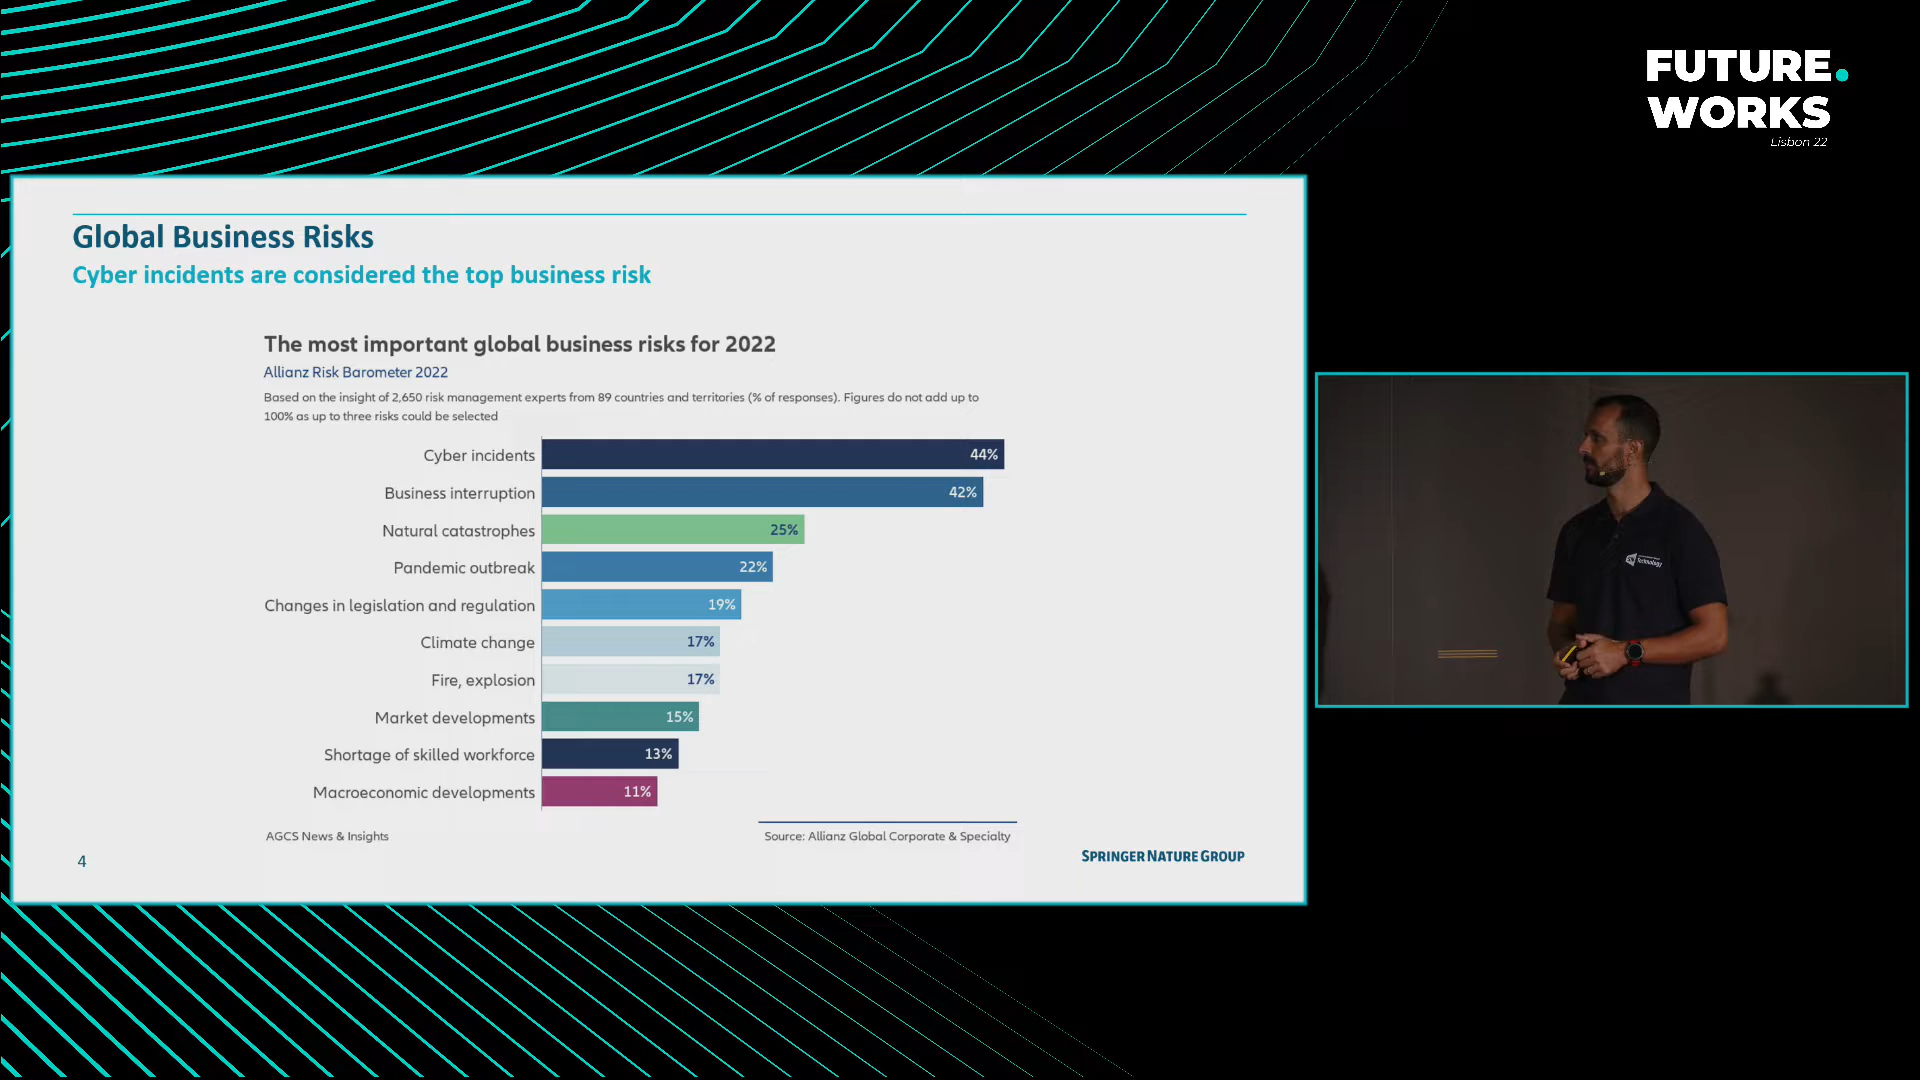 FUTURE.
WORKS
Lisbon 22
Global Business Risks
Cyber incidents are considered the top business risk
The most important global business risks for 2022
Allianz Risk Barometer 2022
Based on the insight of 2,650 risk management experts from 89 countries and territories (% of responses). Figures do not add up to
100% as up to three risks could be selected
Cyber incidents 44%
Business interruption 42%
Natural catastrophes 25%
Pandemic outbreak 22%
Changes in legislation and regulation 19%
Climate change 17%
Fire, explosion 17%
Market developments 15%
Shortage of skilled workforce 13%
Macroeconomic developments 11%
AGCS News & Insights
Source: Allianz Global Corporate & Specialty
4
SPRINGER NATURE GROUP
Technology